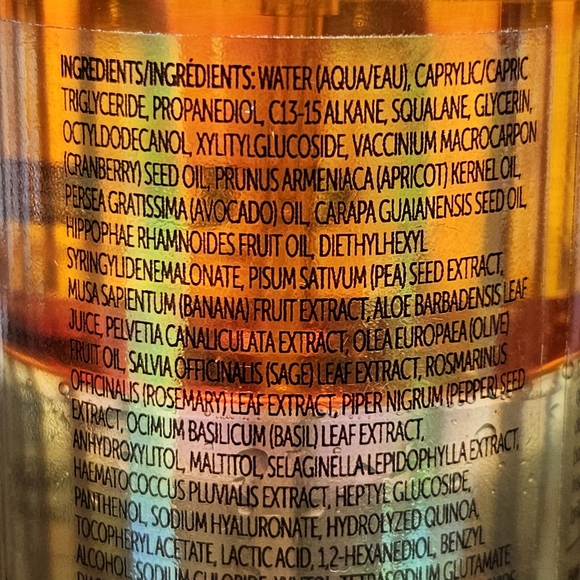 INGREDIENTS/INGRÉDIENTS: WATER (AQUA/EAU), CAPRYLIC/CAPRIC
TRIGLYCERIDE, PROPANEDIOL, C13-15 ALKANE, SQUALANE, GLYCERIN,
OCTYLDODECANOL, XYLITYLGLUCOSIDE, VACCINIUM MACROCARPON
(CRANBERRY) SEED OIL, PRUNUS ARMENIACA (APRICOT) KERNEL OIL,
PERSEA GRATISSIMA (AVOCADO) OIL, CARAPA GUAIANENSIS SEED OIL,
HIPPOPHAE RHAMNOIDES FRUIT OIL, DIETHYLHEXYL
SYRINGYLIDENEMALONATE, PISUM SATIVUM (PEA) SEED EXTRACT,
MUSA SAPIENTUM (BANANA) FRUIT EXTRACT, ALOE BARBADENSIS LEAF
JUICE, PELVETIA CANALICULATA EXTRACT, OLEA EUROPAEA (OLIVE)
FRUIT OIL, SALVIA OFFICINALIS (SAGE) LEAF EXTRACT, ROSMARINUS
OFFICINALIS (ROSEMARY) LEAF EXTRACT, PIPER NIGRUM (PEPPER) SEED
EXTRACT, OCIMUM BASILICUM (BASIL) LEAF EXTRACT,
ANHYDROXYLITOL, MALTITOL, SELAGINELLA LEPIDOPHYLLA EXTRACT,
HAEMATOCOCCUS PLUVIALIS EXTRACT, HEPTYL GLUCOSIDE,
PANTHENOL, SODIUM HYALURONATE, HYDROLYZED QUINOA,
TOCOPHERYL ACETATE, LACTIC ACID, 1,2-HEXANEDIOL, BENZYL
ALCOHOL, SODIUM CHLORIDE, XYLITOL, TETRASODIUM GLUTAMATE